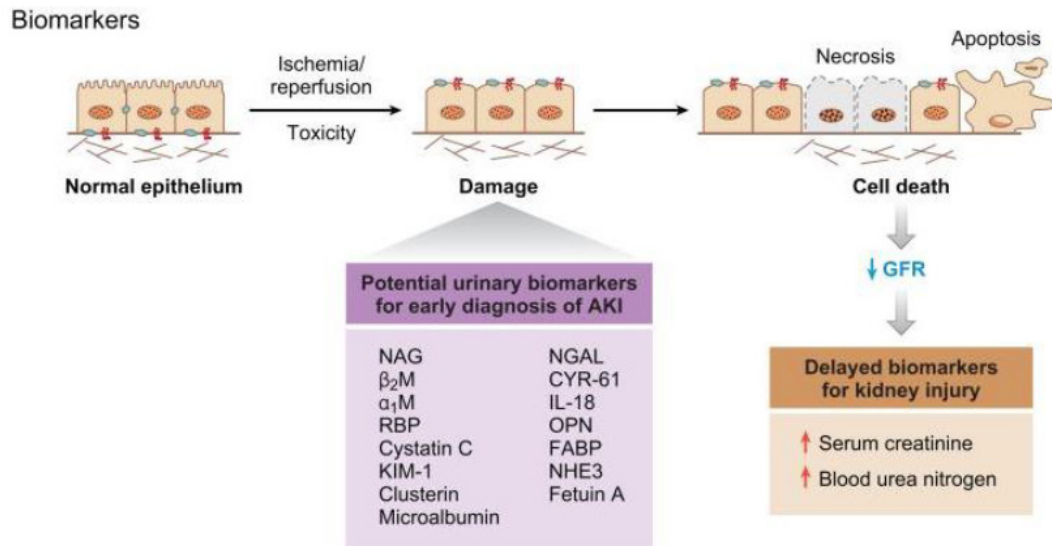 Biomarkers
Ischemia/
reperfusion
Toxicity
Necrosis
Apoptosis
Normal epithelium
Damage
Cell death
Potential urinary biomarkers
for early diagnosis of AKI
NAG
β₂M
α₁M
RBP
Cystatin C
KIM-1
Clusterin
Microalbumin
NGAL
CYR-61
IL-18
OPN
FABP
NHE3
Fetuin A
↓ GFR
Delayed biomarkers
for kidney injury
↑ Serum creatinine
↑ Blood urea nitrogen